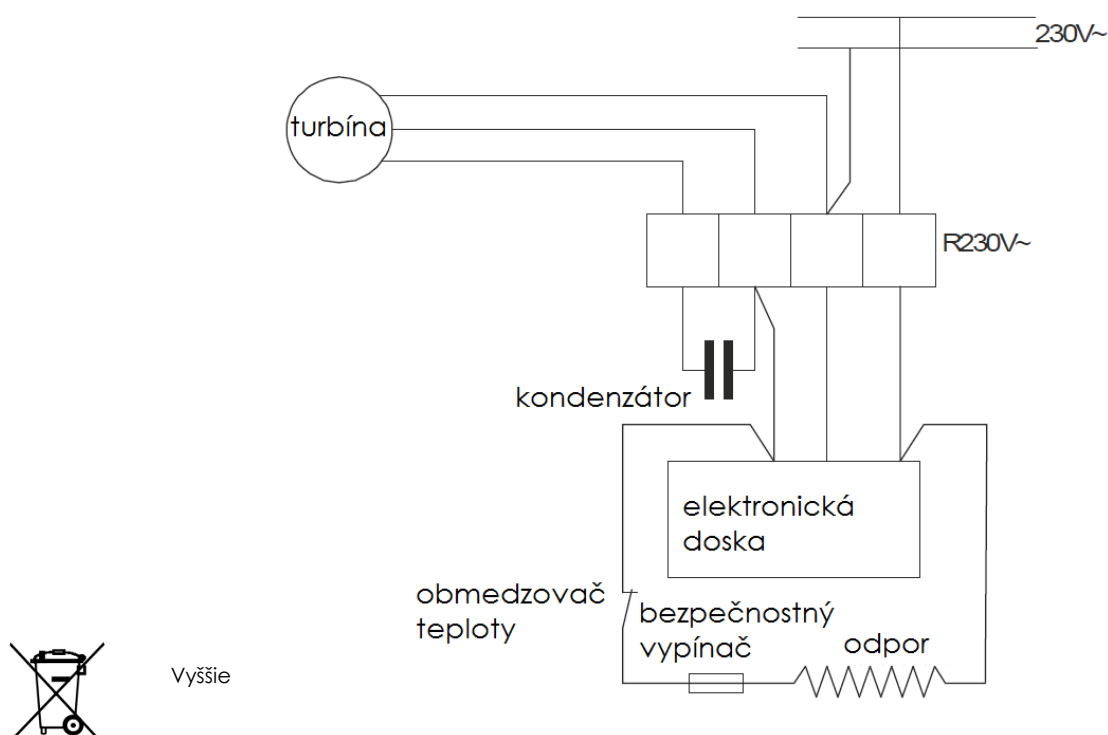 230V~
turbína
R230V~
kondenzátor
elektronická
doska
obmedzovač
teploty
bezpečnostný
vypínač
odpor
Vyššie